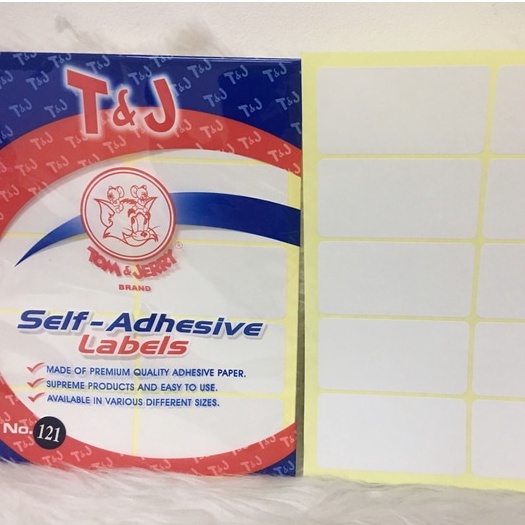 T&J
TOM & JERRY®
BRAND
Self-Adhesive
Labels
MADE OF PREMIUM QUALITY ADHESIVE PAPER.
SUPREME PRODUCTS AND EASY TO USE.
AVAILABLE IN VARIOUS DIFFERENT SIZES.
No. 121
T&J